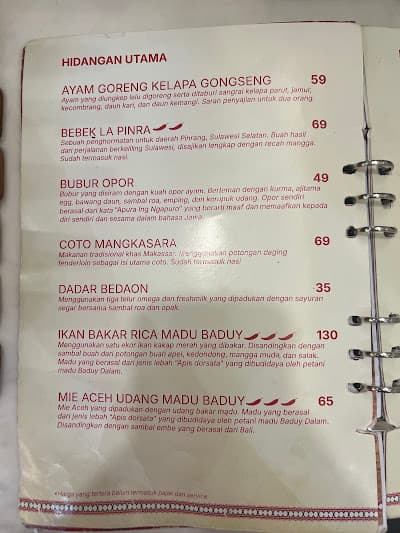 HIDANGAN UTAMA
AYAM GORENG KELAPA GONGSENG 59
Ayam yang diungkep lalu digoreng serta ditaburi sangrai kelapa parut, jamur,
kecombrang, daun kari, dan daun kemangi. Saran penyajian untuk dua orang
BEBEK LA PINRA 69
Sebuah penghormatan untuk daerah Pinrang, Sulawesi Selatan. Buah hasil
dari perjalanan berkeliling Sulawesi, disajikan lengkap dengan recah mangga.
Sudah termasuk nasi.
BUBUR OPOR 49
Bubur yang disiram dengan kuah opor ayam. Berteman dengan kurma, ajitama
egg, bawang daun, sambal roa, emping, dan kerupuk udang. Opor sendiri
berasal dari kata "Apura Ing Ngapuro" yang berarti maaf dan memaafkan kepada
diri sendiri dan sesama dalam bahasa Jawa.
COTO MANGKASARA 69
Makanan tradisional khas Makassar. Menggunakan potongan daging
tenderloin sebagai isi utama coto. Sudah termasuk nasi
DADAR BEDAON 35
Menggunakan tiga telur omega dan freshmilk yang dipadukan dengan sayuran
segar bersama sambal roa dan opak.
IKAN BAKAR RICA MADU BADUY 130
Menggunakan satu ekor ikan kakap merah yang dibakar. Disandingkan dengan
sambal buah dari potongan buah apel, kedondong, mangga muda, dan salak.
Madu yang berasal dari jenis lebah "Apis dorsata" yang dibudidaya oleh petani
madu Baduy Dalam.
MIE ACEH UDANG MADU BADUY 65
Mie Aceh yang dipadukan dengan udang bakar madu. Madu yang berasal
dari jenis lebah "Apis dorsata" yang dibudidaya oleh petani madu Baduy Dalam.
Disandingkan dengan sambal embe yang berasal dari Bali.
*Harga yang tertera belum termasuk pajak dan service